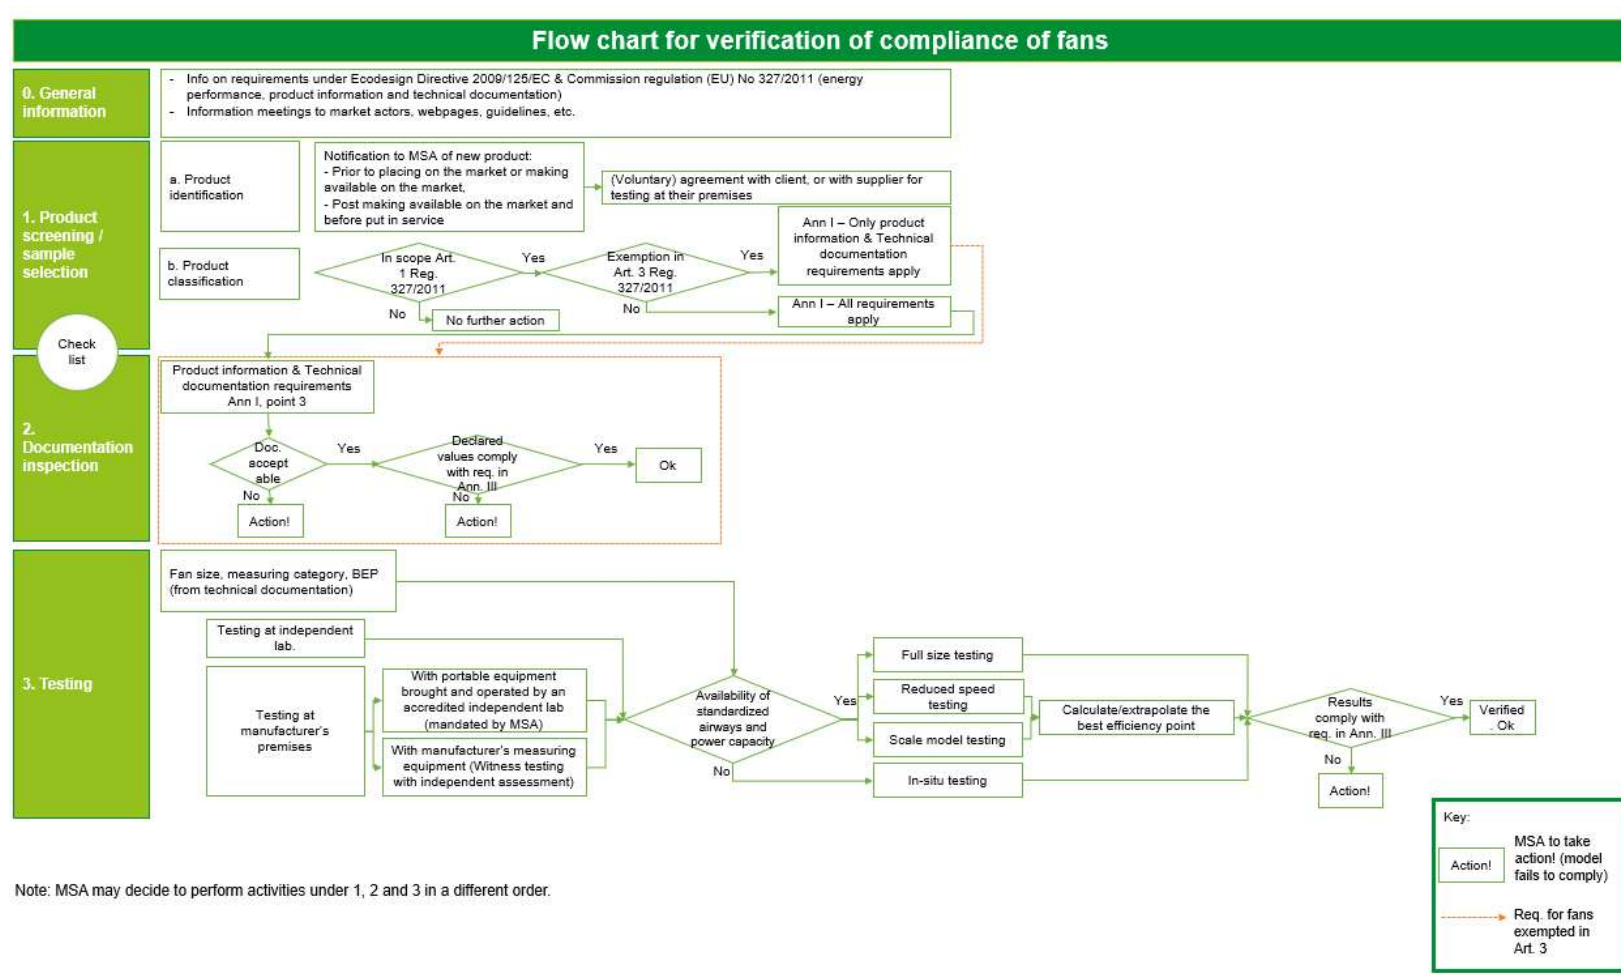 Flow chart for verification of compliance of fans
0. General
information
- Info on requirements under Ecodesign Directive 2009/125/EC & Commission regulation (EU) No 327/2011 (energy
performance, product information and technical documentation)
- Information meetings to market actors, webpages, guidelines, etc.
1. Product
screening /
sample
selection
a. Product
identification
Notification to MSA of new product:
- Prior to placing on the market or making
available on the market,
- Post making available on the market and
before put in service
(Voluntary) agreement with client, or with supplier for
testing at their premises
b. Product
classification
In scope Art.
1 Reg.
327/2011
Yes
No
No further action
Exemption in
Art. 3 Reg.
327/2011
Yes
No
Ann I – Only product
information & Technical
documentation
requirements apply
Ann I – All requirements
apply
Check
list
2.
Documentation
inspection
Product information & Technical
documentation requirements
Ann I, point 3
Doc.
accept
able
Yes
No
Action!
Declared
values comply
with req. in
Ann. III
Yes
No
Action!
Ok
3. Testing
Fan size, measuring category, BEP
(from technical documentation)
Testing at independent
lab.
Testing at
manufacturer's
premises
With portable equipment
brought and operated by an
accredited independent lab
(mandated by MSA)
With manufacturer's measuring
equipment (Witness testing
with independent assessment)
Availability of
standardized
airways and
power capacity
Yes
No
Full size testing
Reduced speed
testing
Scale model testing
In-situ testing
Calculate/extrapolate the
best efficiency point
Results
comply with
req. in Ann. III
Yes
No
Verified
. Ok
Action!
Key:
Action!
MSA to take
action! (model
fails to comply)
Req. for fans
exempted in
Art. 3
Note: MSA may decide to perform activities under 1, 2 and 3 in a different order.